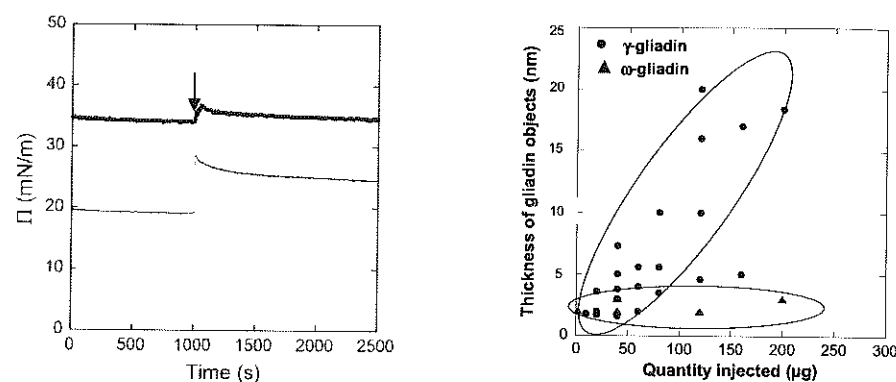 50
40
30
20
10
0
Π (mN/m)
0 500 1000 1500 2000 2500
Time (s)
25
20
15
10
5
0
Thickness of gliadin objects (nm)
γ-gliadin
ω-gliadin
0 50 100 150 200 250 300
Quantity injected (µg)